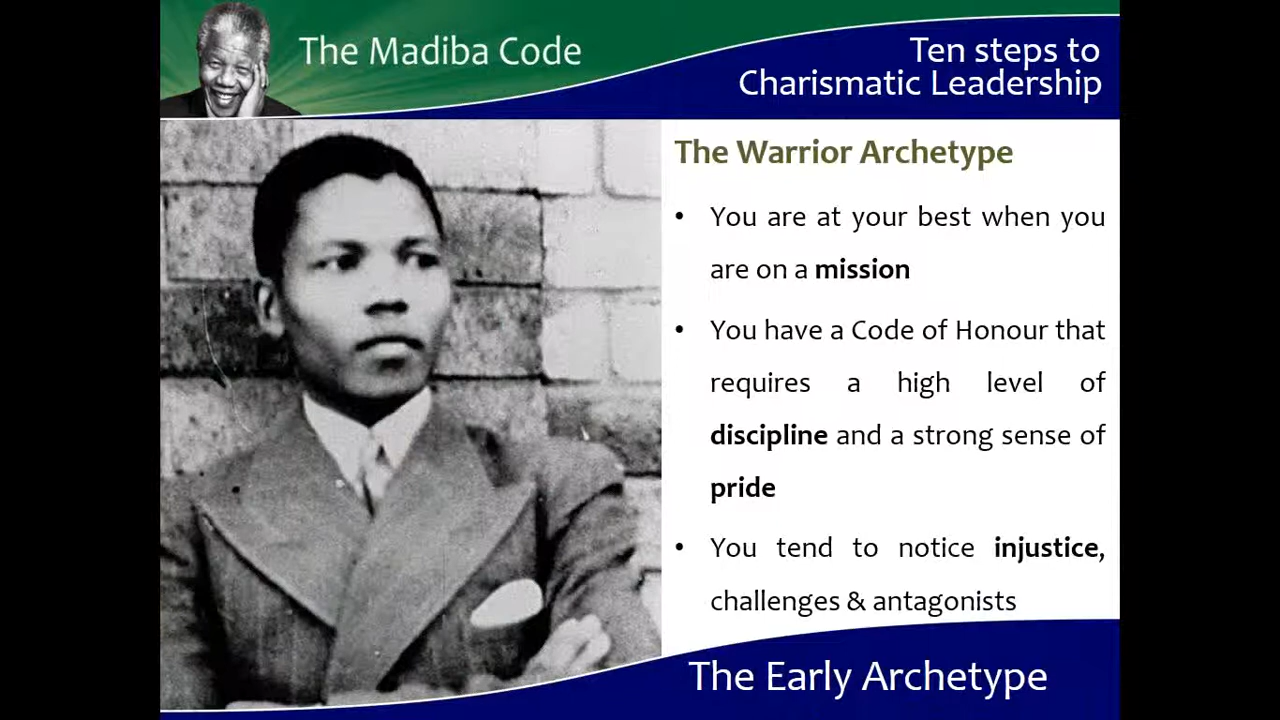 The Madiba Code
Ten steps to
Charismatic Leadership
The Warrior Archetype
• You are at your best when you
are on a mission
• You have a Code of Honour that
requires a high level of
discipline and a strong sense of
pride
• You tend to notice injustice,
challenges & antagonists
The Early Archetype